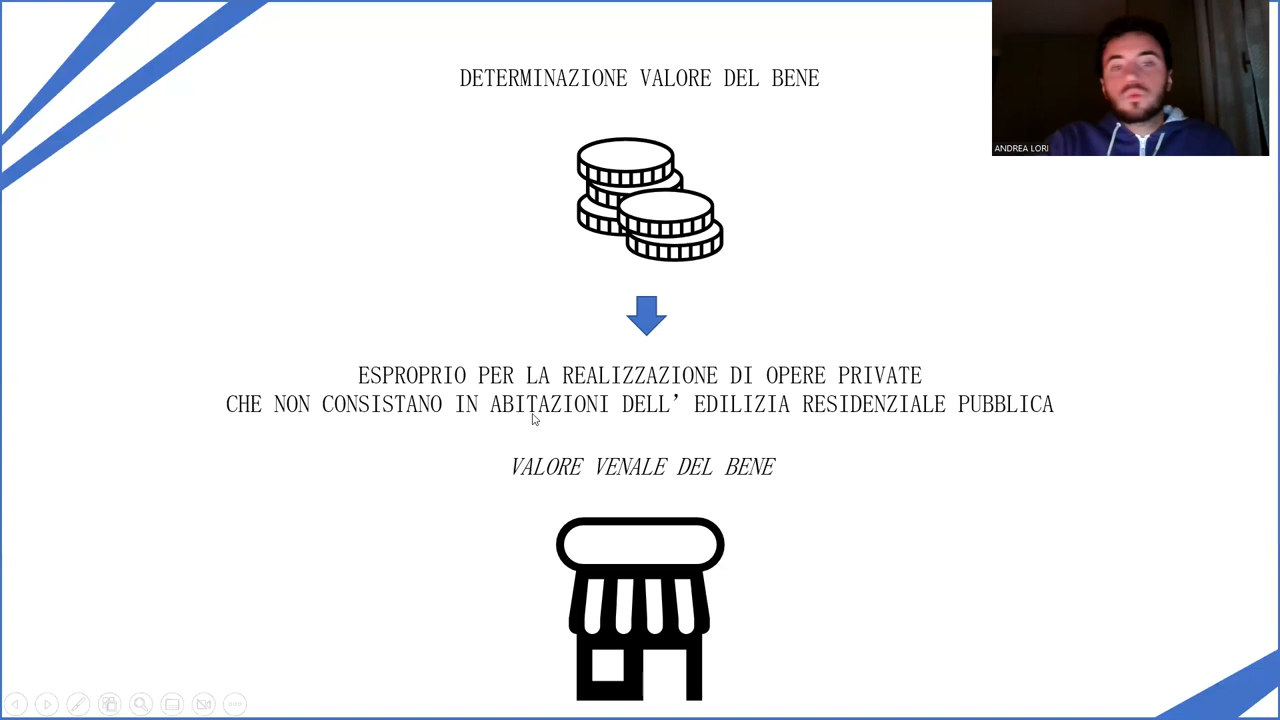 DETERMINAZIONE VALORE DEL BENE
ANDREA LORI
ESPROPRIO PER LA REALIZZAZIONE DI OPERE PRIVATE
CHE NON CONSISTANO IN ABITAZIONI DELL' EDILIZIA RESIDENZIALE PUBBLICA
VALORE VENALE DEL BENE